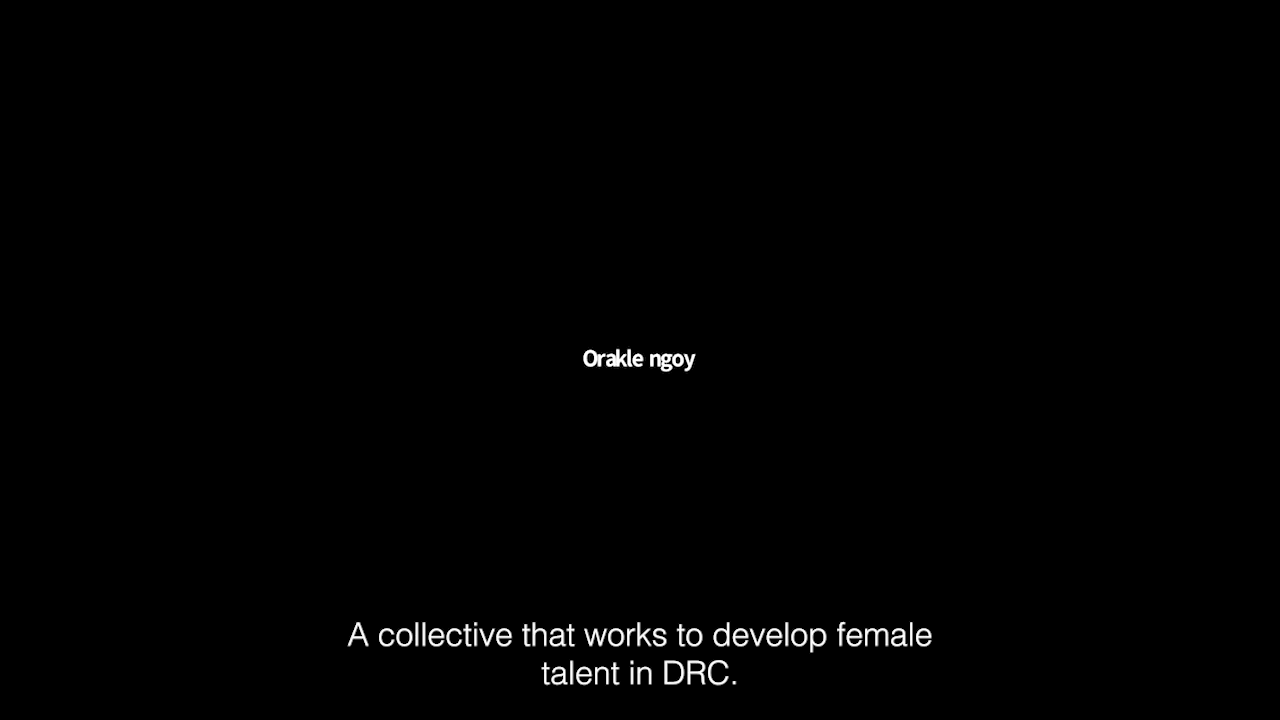 Orakle ngoy
A collective that works to develop female
talent in DRC.